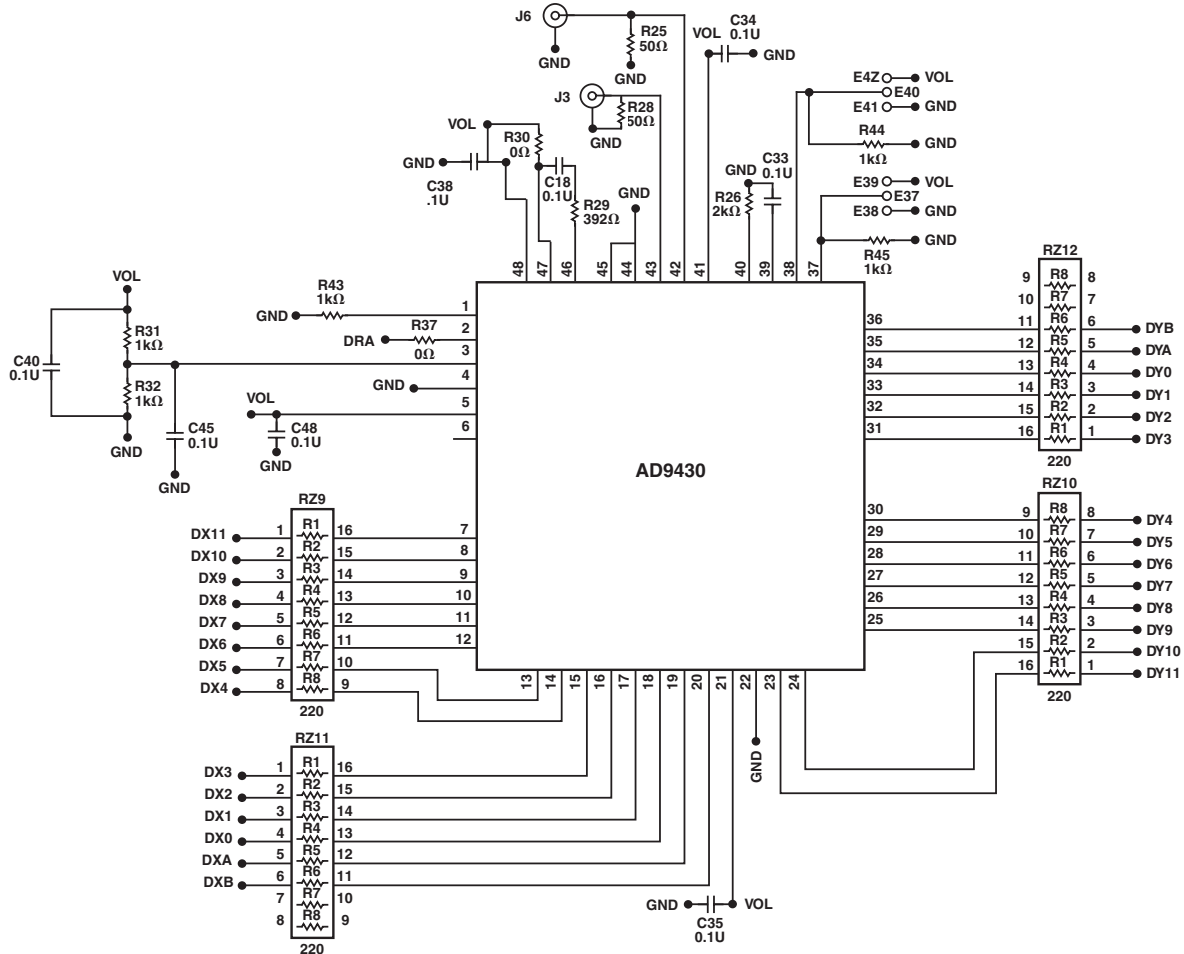 J6
GND
R25
50Ω
GND
VOL
C34
0.1U
GND
J3
GND
R28
50Ω
E4Z
VOL
E40
E41
GND
R44
1kΩ
GND
VOL
GND
C38
.1U
R30
0Ω
C18
0.1U
R29
392Ω
GND
GND
C33
0.1U
R26
2kΩ
E39
VOL
E37
E38
GND
R45
1kΩ
GND
48
47
46
45
44
43
42
41
40
39
38
37
VOL
R31
1kΩ
R32
1kΩ
C40
0.1U
GND
C45
0.1U
GND
GND
R43
1kΩ
DRA
R37
0Ω
GND
VOL
C48
0.1U
GND
1
2
3
4
5
6
7
8
9
10
11
12
AD9430
36
35
34
33
32
31
30
29
28
27
26
25
RZ12
9 R8 8
10 R7 7
11 R6 6 DYB
12 R5 5 DYA
13 R4 4 DY0
14 R3 3 DY1
15 R2 2 DY2
16 R1 1 DY3
220
RZ10
9 R8 8 DY4
10 R7 7 DY5
11 R6 6 DY6
12 R5 5 DY7
13 R4 4 DY8
14 R3 3 DY9
15 R2 2 DY10
16 R1 1 DY11
220
RZ9
DX11 1 R1 16
DX10 2 R2 15
DX9 3 R3 14
DX8 4 R4 13
DX7 5 R5 12
DX6 6 R6 11
DX5 7 R7 10
DX4 8 R8 9
220
13
14
15
16
17
18
19
20
21
22
23
24
RZ11
DX3 1 R1 16
DX2 2 R2 15
DX1 3 R3 14
DX0 4 R4 13
DXA 5 R5 12
DXB 6 R6 11
7 R7 10
8 R8 9
220
GND
GND
VOL
C35
0.1U